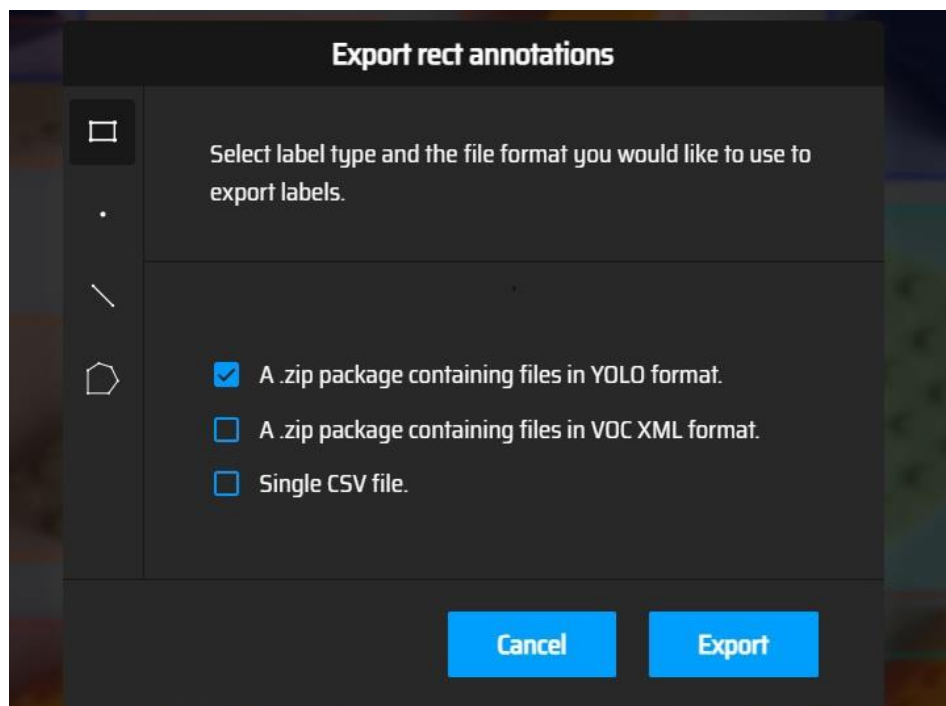 Export rect annotations
Select label type and the file format you would like to use to
export labels.
A .zip package containing files in YOLO format.
A .zip package containing files in VOC XML format.
Single CSV file.
Cancel
Export